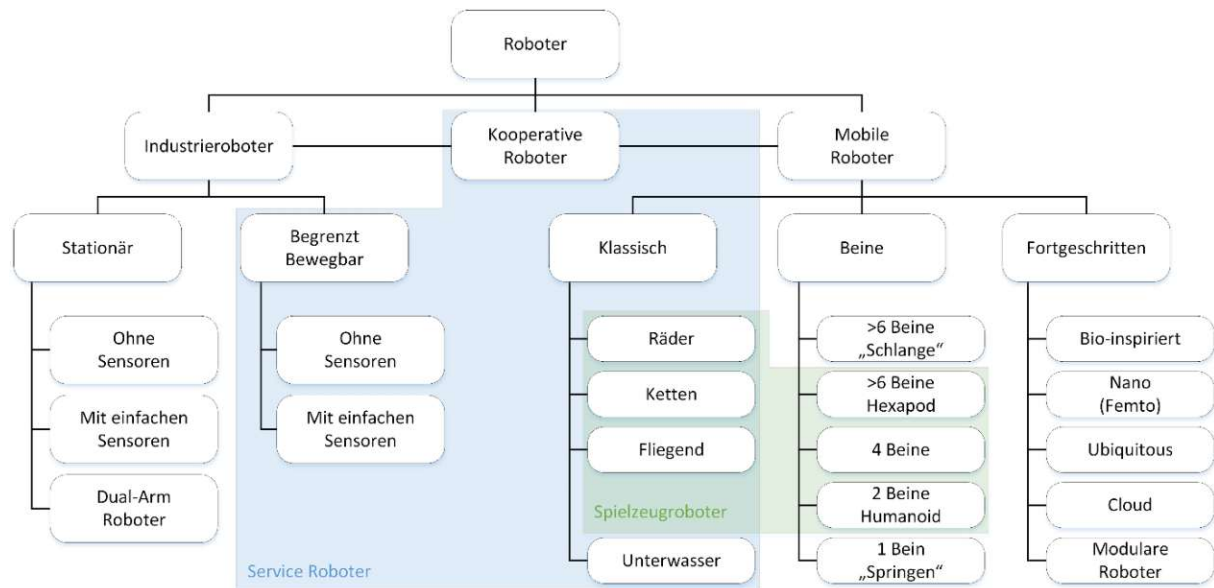 Roboter
Industrieroboter
Kooperative
Roboter
Mobile
Roboter
Stationär
Begrenzt
Bewegbar
Klassisch
Beine
Fortgeschritten
Ohne
Sensoren
Mit einfachen
Sensoren
Dual-Arm
Roboter
Ohne
Sensoren
Mit einfachen
Sensoren
Räder
Ketten
Fliegend
Spielzeugroboter
Unterwasser
Service Roboter
>6 Beine
„Schlange“
>6 Beine
Hexapod
4 Beine
2 Beine
Humanoid
1 Bein
„Springen“
Bio-inspiriert
Nano
(Femto)
Ubiquitous
Cloud
Modulare
Roboter